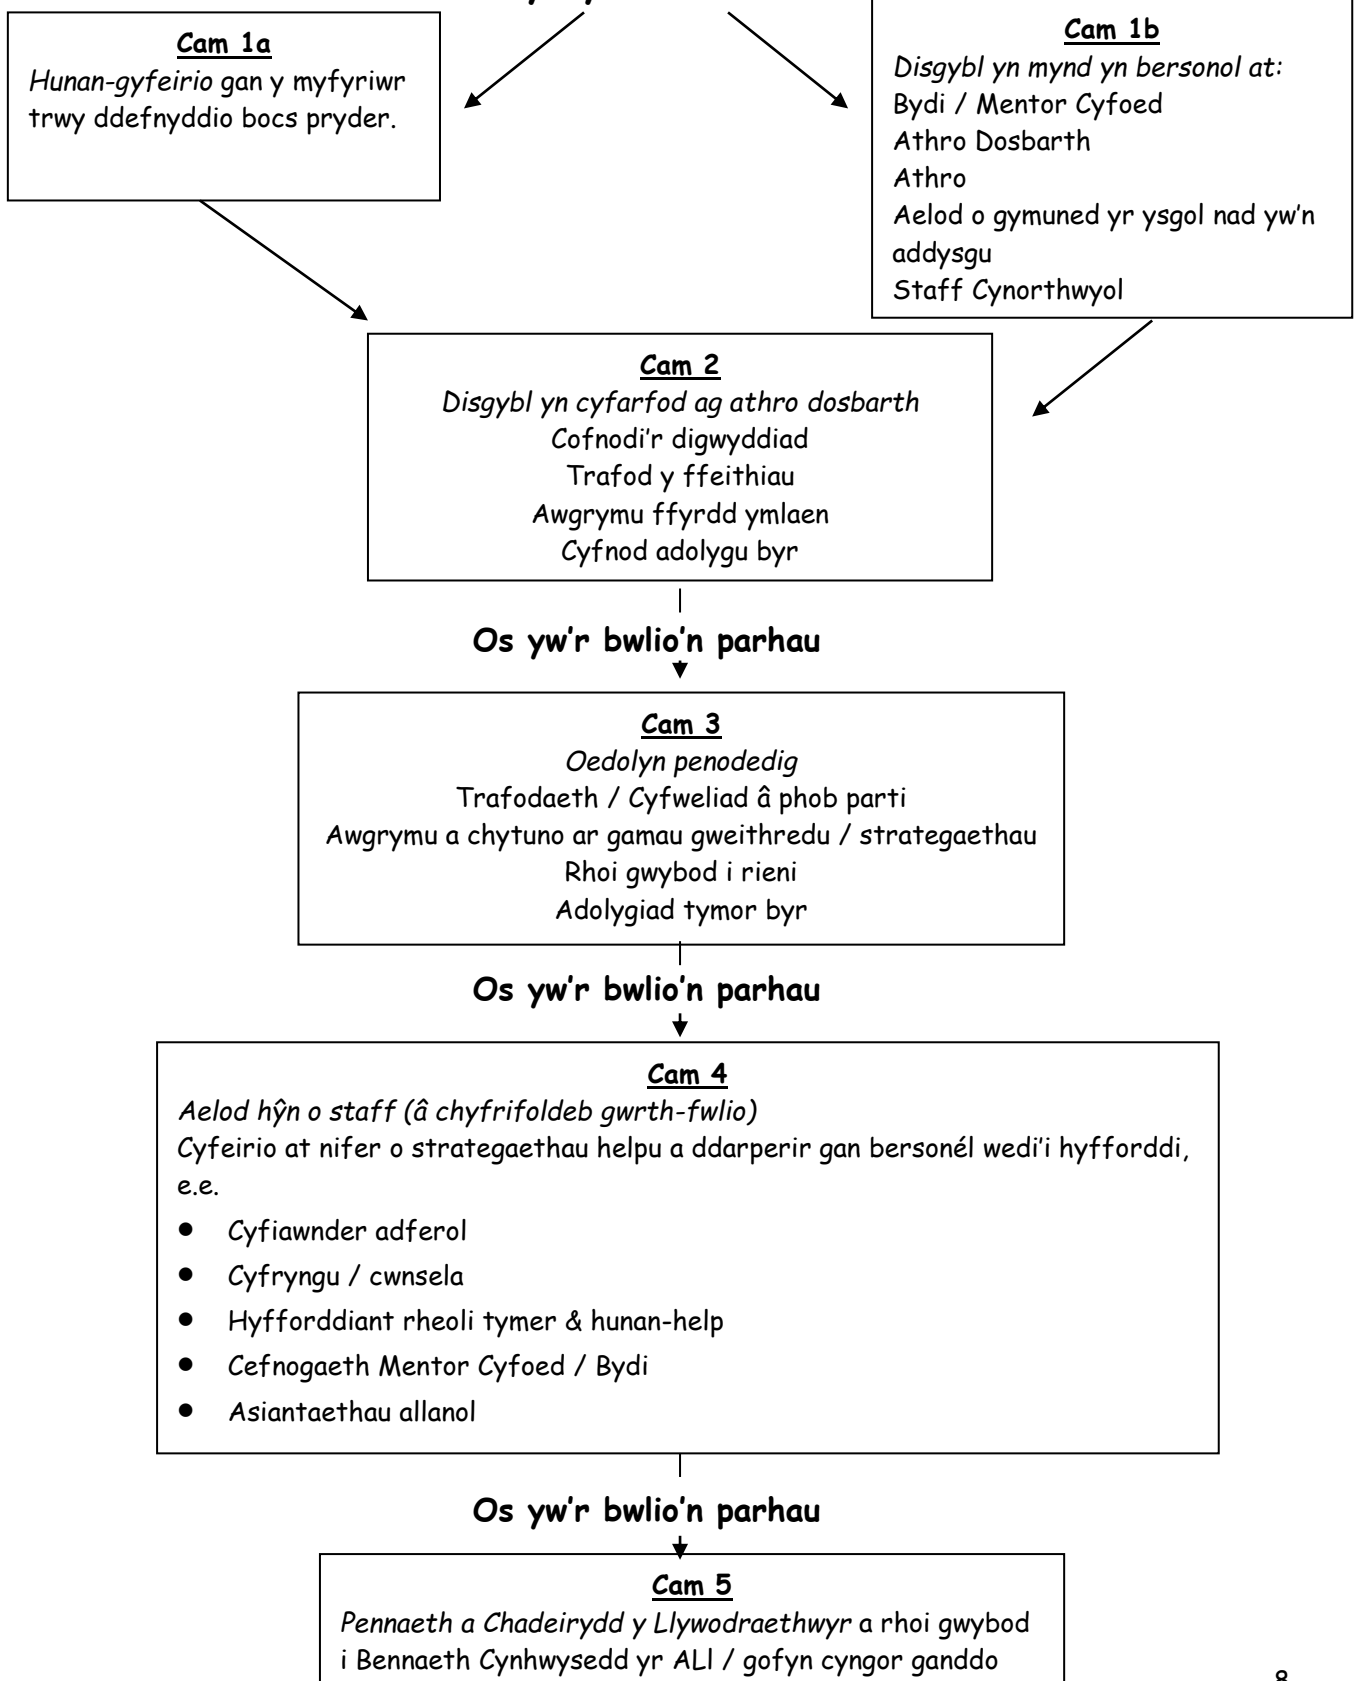 Cam 1a
Hunan-gyfeirio gan y myfyriwr
trwy ddefnyddio bocs pryder.
Cam 1b
Disgybl yn mynd yn bersonol at:
Bydi / Mentor Cyfoed
Athro Dosbarth
Athro
Aelod o gymuned yr ysgol nad yw'n
addysgu
Staff Cynorthwyol
Cam 2
Disgybl yn cyfarfod ag athro dosbarth
Cofnodi'r digwyddiad
Trafod y ffeithiau
Awgrymu ffyrdd ymlaen
Cyfnod adolygu byr
Os yw'r bwlio'n parhau
Cam 3
Oedolyn penodedig
Trafodaeth / Cyfweliad â phob parti
Awgrymu a chytuno ar gamau gweithredu / strategaethau
Rhoi gwybod i rieni
Adolygiad tymor byr
Os yw'r bwlio'n parhau
Cam 4
Aelod hŷn o staff (â chyfrifoldeb gwrth-fwlio)
Cyfeirio at nifer o strategaethau helpu a ddarperir gan bersonél wedi'i hyfforddi,
e.e.
● Cyfiawnder adferol
● Cyfryngu / cwnsela
● Hyfforddiant rheoli tymer & hunan-help
● Cefnogaeth Mentor Cyfoed / Bydi
● Asiantaethau allanol
Os yw'r bwlio'n parhau
Cam 5
Pennaeth a Chadeirydd y Llywodraethwyr a rhoi gwybod
i Bennaeth Cynhwysedd yr ALl / gofyn cyngor ganddo
8